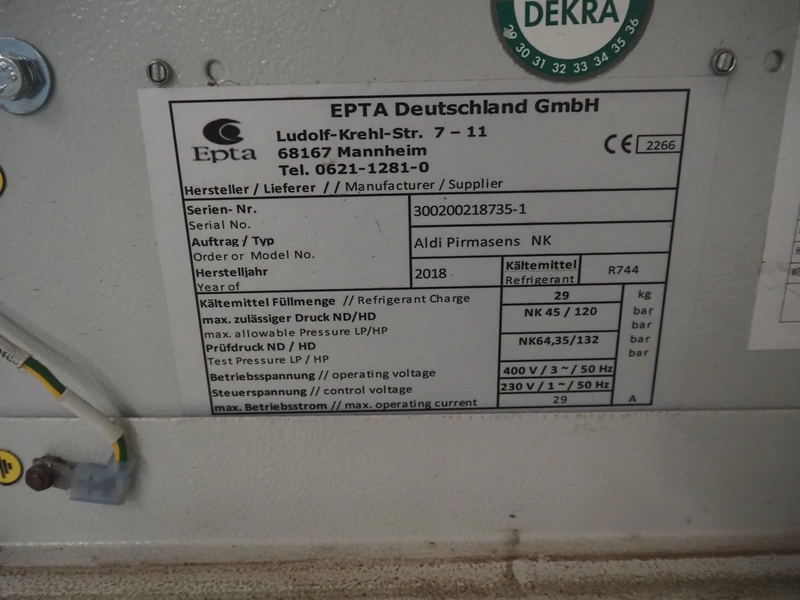 DEKRA
29 30 31 32 33 34 35 36
EPTA Deutschland GmbH
Epta
Ludolf-Krehl-Str. 7 – 11
68167 Mannheim
Tel. 0621-1281-0
CE 2266
Hersteller / Lieferer // Manufacturer / Supplier
Serien- Nr.
Serial No.
300200218735-1
Auftrag / Typ
Order or Model No.
Aldi Pirmasens NK
Herstelljahr
Year of
2018
Kältemittel
Refrigerant
R744
Kältemittel Füllmenge // Refrigerant Charge 29 kg
max. zulässiger Druck ND/HD NK 45 / 120 bar
max. allowable Pressure LP/HP bar
Prüfdruck ND / HD NK64,35/132 bar
Test Pressure LP / HP bar
Betriebsspannung // operating voltage 400 V / 3 ~ / 50 Hz
Steuerspannung // control voltage 230 V / 1 ~ / 50 Hz
max. Betriebsstrom // max. operating current 29 A